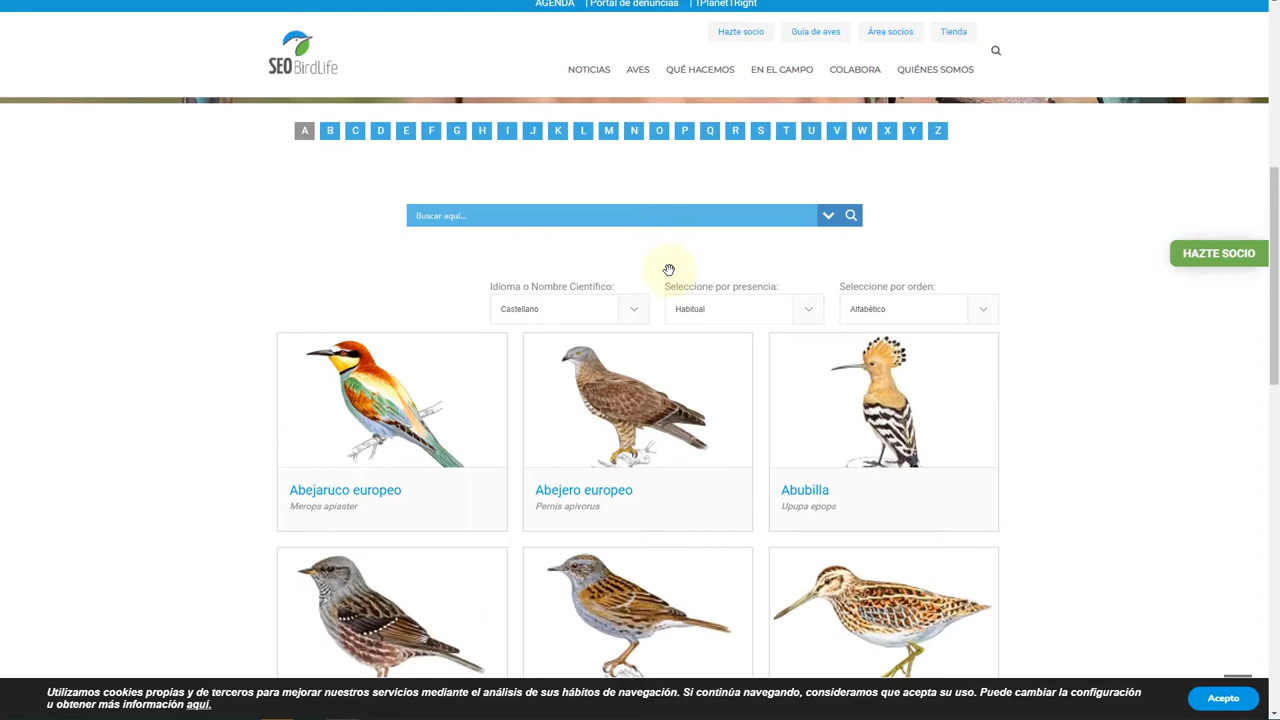 AGENDA | Portal de denuncias | 1Planet1Right
Hazte socio Guía de aves Área socios Tienda
SEO BirdLife
NOTICIAS AVES QUÉ HACEMOS EN EL CAMPO COLABORA QUIÉNES SOMOS
A B C D E F G H I J K L M N O P Q R S T U V W X Y Z
Buscar aquí...
HAZTE SOCIO
Idioma o Nombre Científico: Seleccione por presencia: Seleccione por orden:
Castellano Habitual Alfabético
Abejaruco europeo Abejero europeo Abubilla
Merops apiaster Pernis apivorus Upupa epops
Utilizamos cookies propias y de terceros para mejorar nuestros servicios mediante el análisis de sus hábitos de navegación. Si continúa navegando, consideramos que acepta su uso. Puede cambiar la configuración
u obtener más información aquí.
Acepto